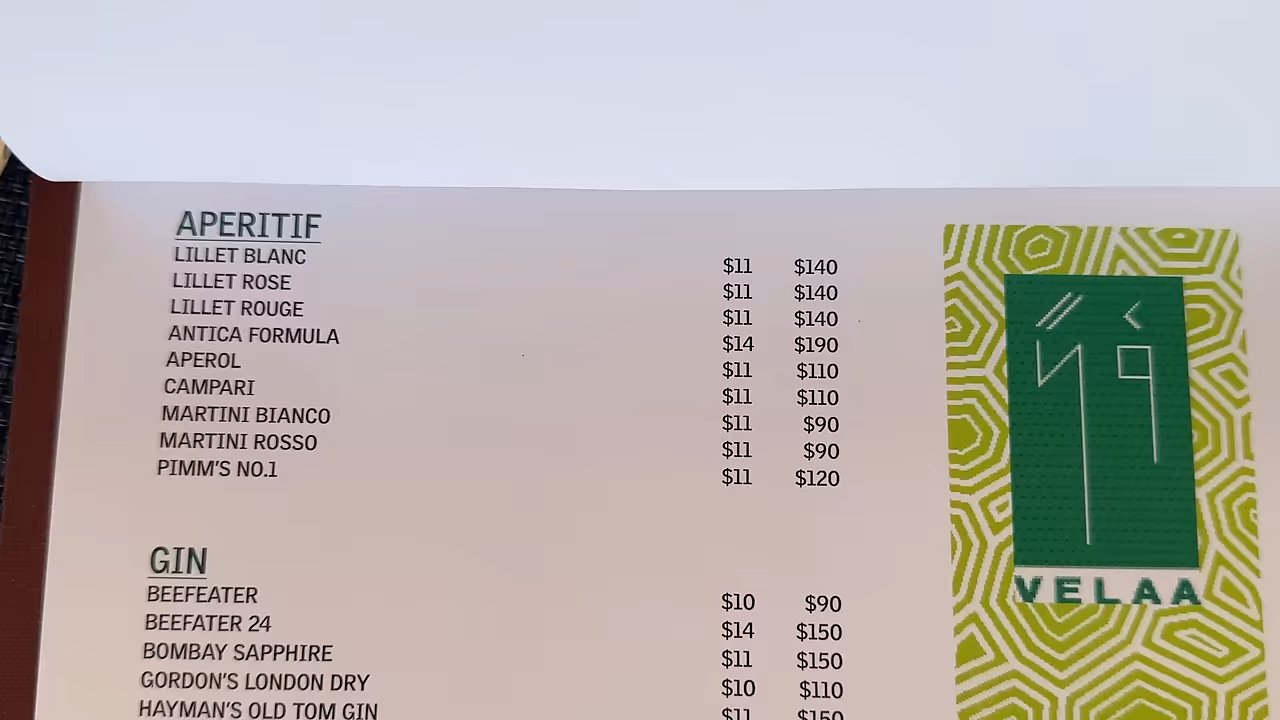 APERITIF
LILLET BLANC $11 $140
LILLET ROSE $11 $140
LILLET ROUGE $11 $140
ANTICA FORMULA $14 $190
APEROL $11 $110
CAMPARI $11 $110
MARTINI BIANCO $11 $90
MARTINI ROSSO $11 $90
PIMM'S NO.1 $11 $120
GIN
BEEFEATER $10 $90
BEEFATER 24 $14 $150
BOMBAY SAPPHIRE $11 $150
GORDON'S LONDON DRY $10 $110
HAYMAN'S OLD TOM GIN $11 $150
VELAA